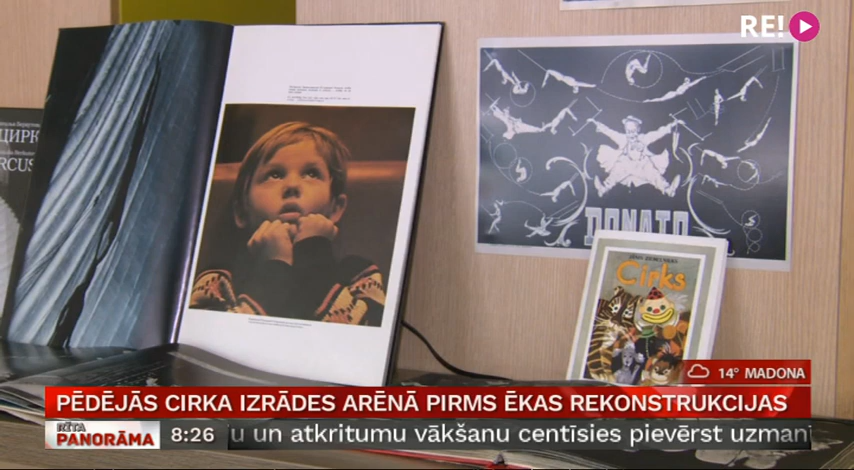 RE!
ЦИРК
RCUS
DONATO
Cirks
14° MADONA
PĒDĒJĀS CIRKA IZRĀDES ARĒNĀ PIRMS ĒKAS REKONSTRUKCIJAS
RĪTA
PANORĀMA
8:26
u un atkritumu vākšanu centīsies pievērst uzmani